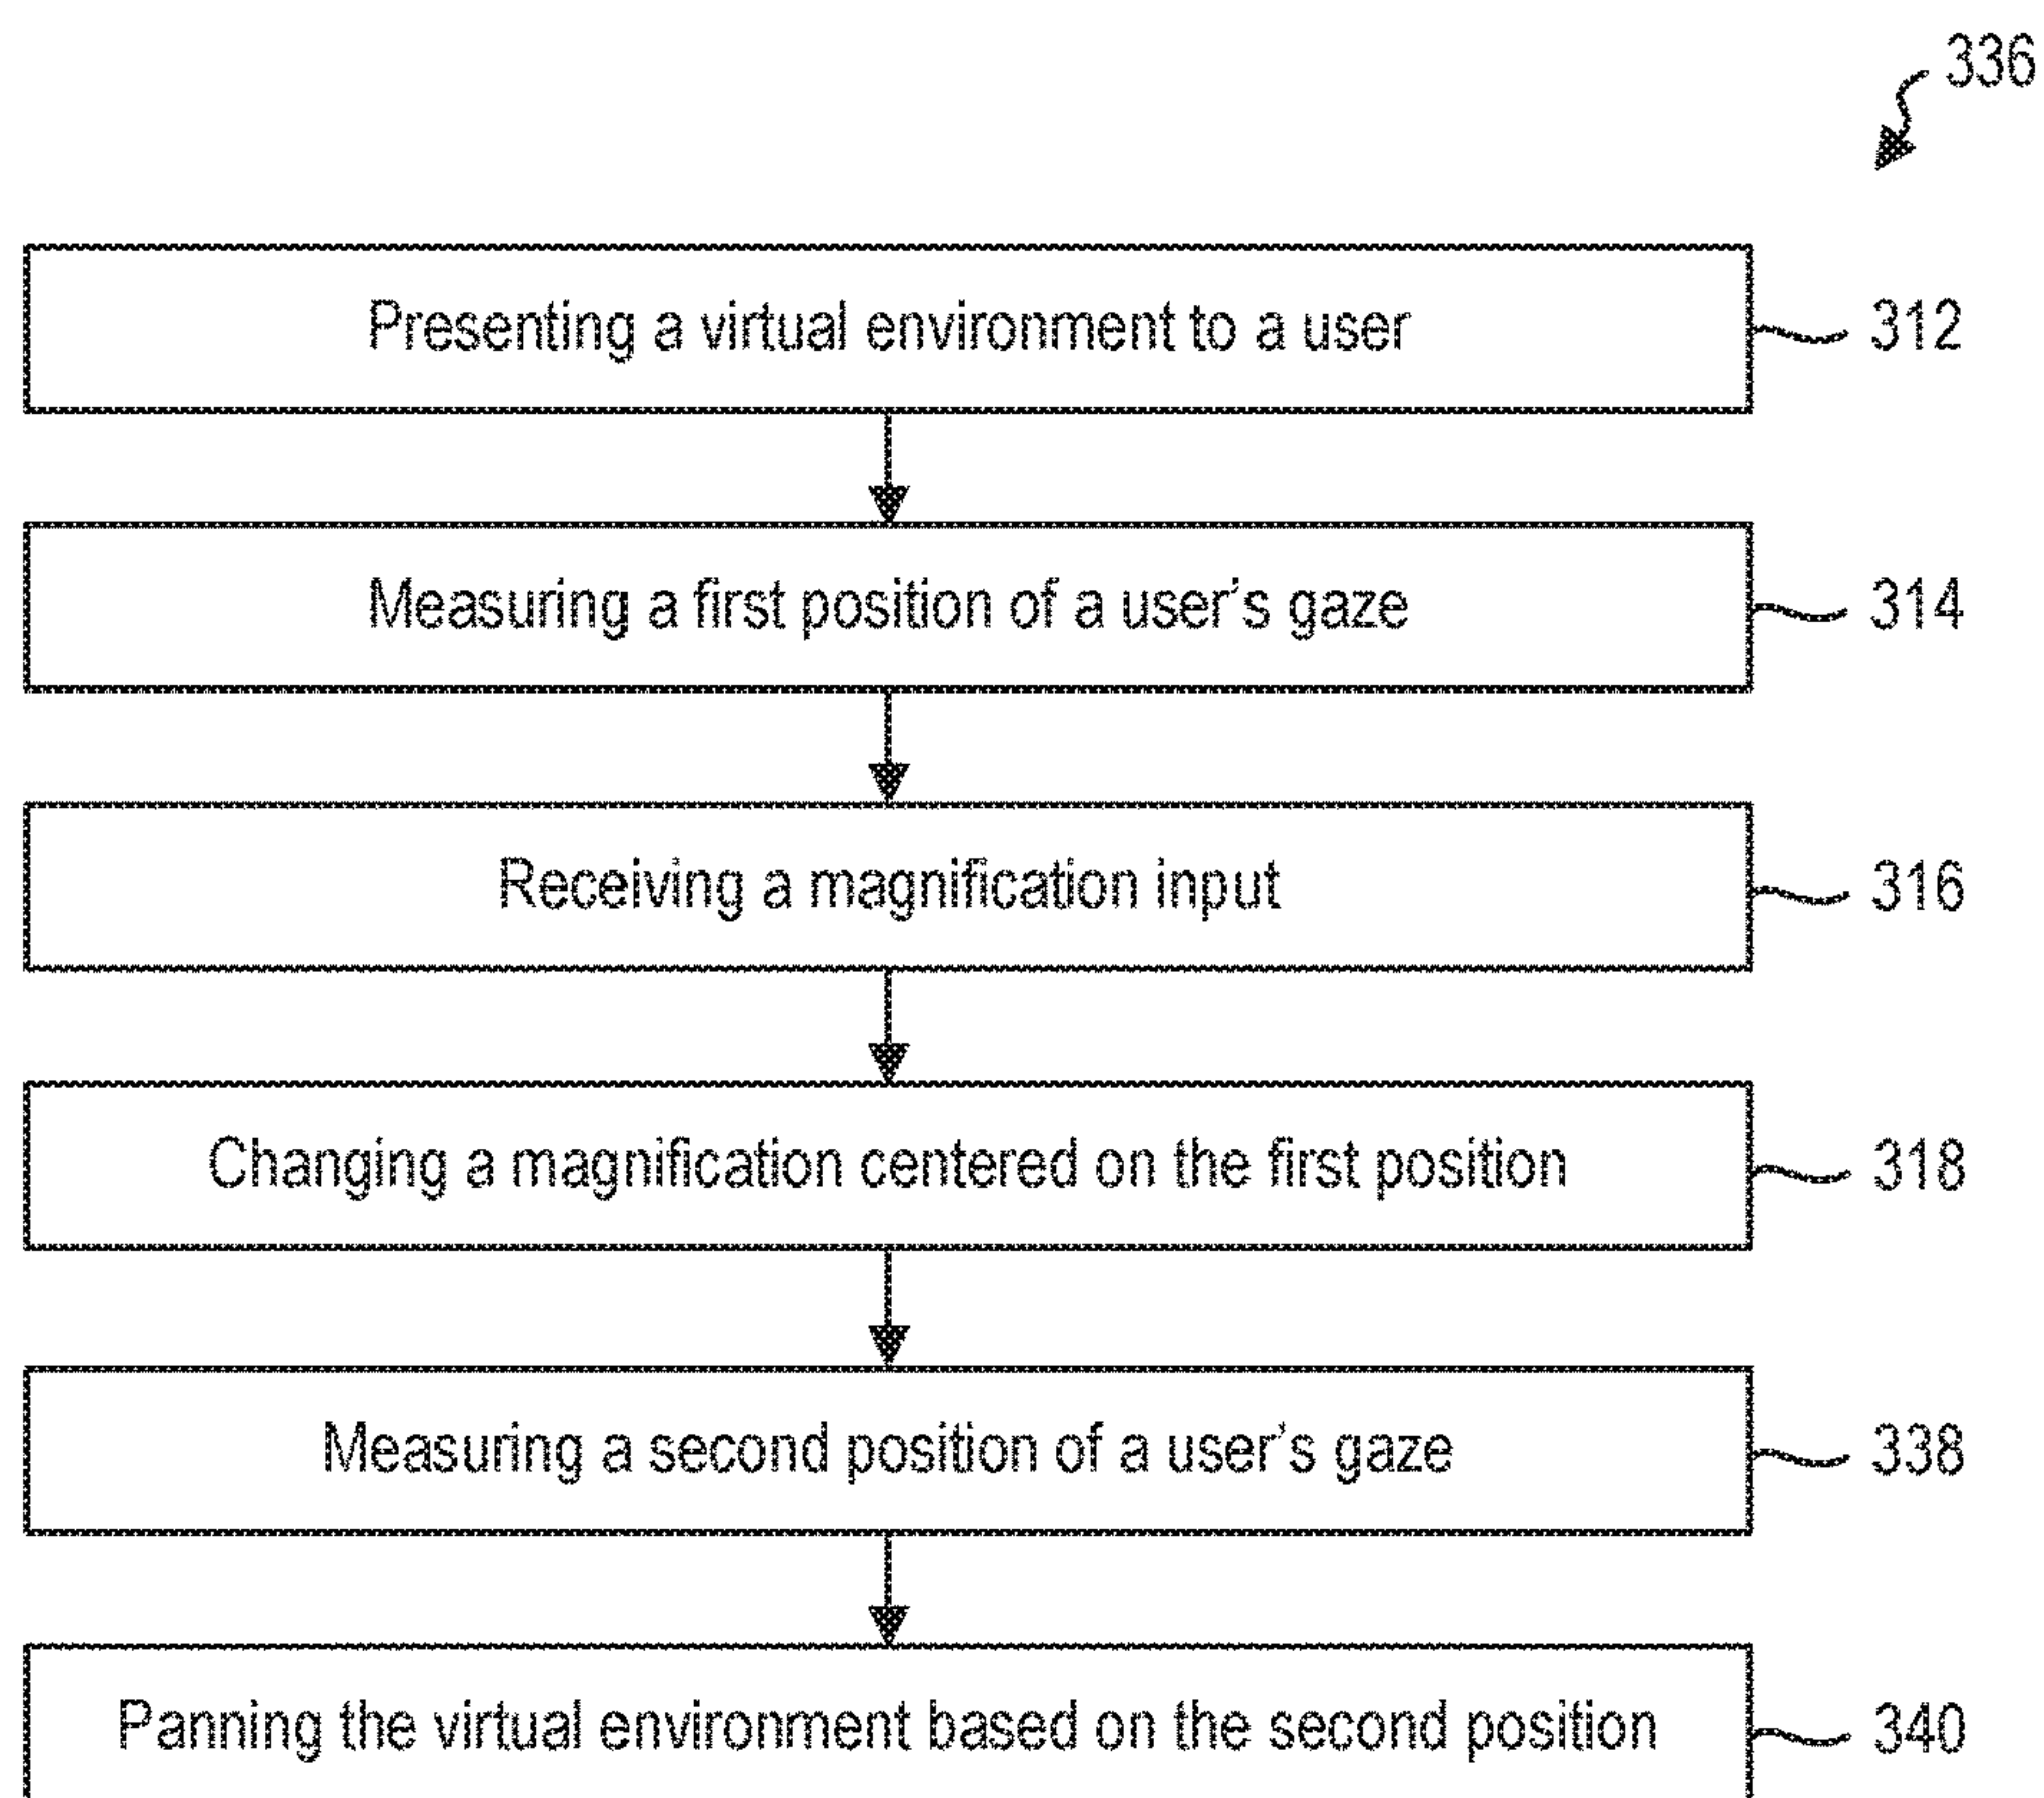 336
Presenting a virtual environment to a user 312
Measuring a first position of a user's gaze 314
Receiving a magnification input 316
Changing a magnification centered on the first position 318
Measuring a second position of a user's gaze 338
Panning the virtual environment based on the second position 340